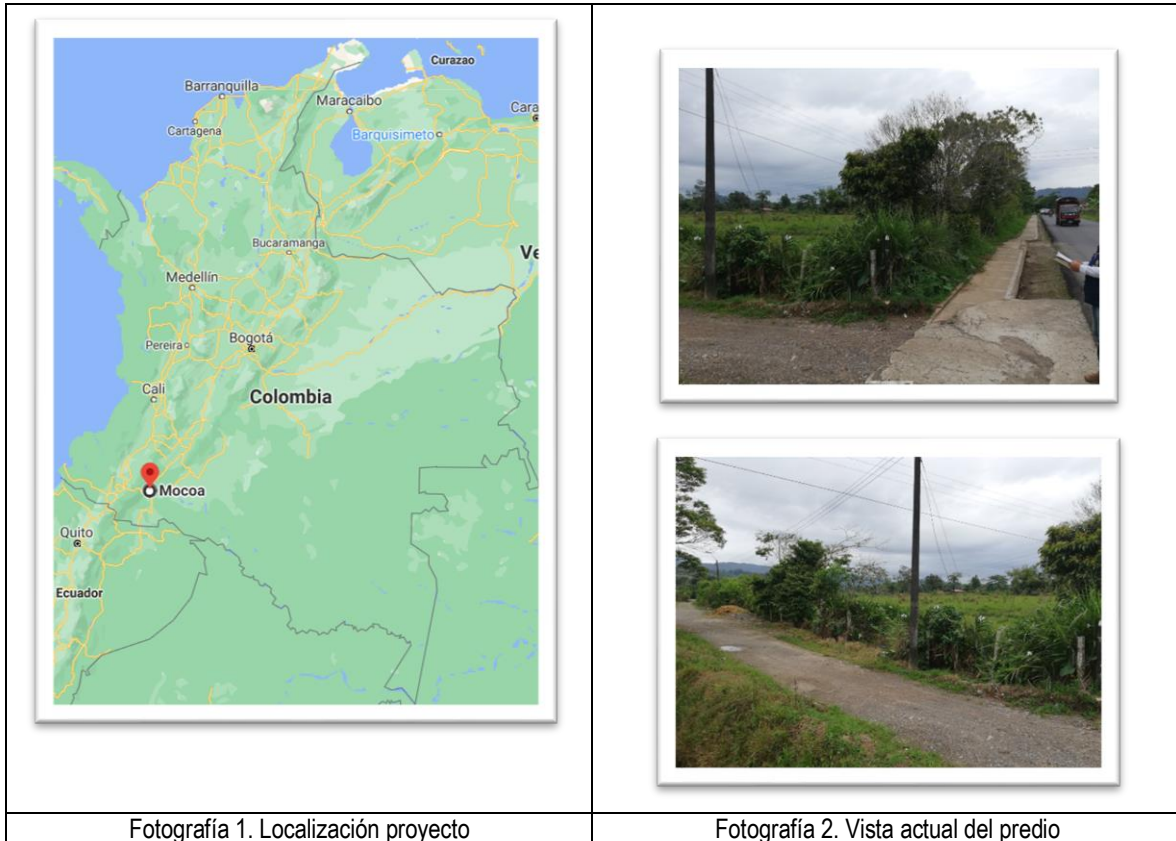 Curazao
Barranquilla
Maracaibo
Cara
Cartagena
Barquisimeto
Bucaramanga
Ve
Medellín
Bogotá
Pereira
Cali
Colombia
Mocoa
Quito
Ecuador
Fotografía 1. Localización proyecto
Fotografía 2. Vista actual del predio